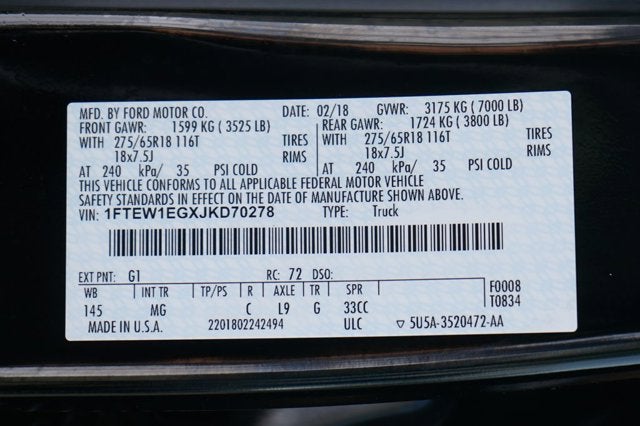 MFD. BY FORD MOTOR CO. DATE: 02/18 GVWR: 3175 KG ( 7000 LB)
FRONT GAWR: 1599 KG ( 3525 LB) REAR GAWR: 1724 KG ( 3800 LB)
WITH 275/65R18 116T TIRES WITH 275/65R18 116T TIRES
18x7.5J RIMS 18x7.5J RIMS
AT 240 kPa/ 35 PSI COLD AT 240 kPa/ 35 PSI COLD
THIS VEHICLE CONFORMS TO ALL APPLICABLE FEDERAL MOTOR VEHICLE
SAFETY STANDARDS IN EFFECT ON THE DATE OF MANUFACTURE SHOWN ABOVE.
VIN: 1FTEW1EGXJKD70278 TYPE: Truck
EXT PNT: G1 RC: 72 DSO: F0008
WB INT TR TP/PS R AXLE TR SPR T0834
145 MG C L9 G 33CC
MADE IN U.S.A. 2201802242494 ULC ▽ 5U5A-3520472-AA